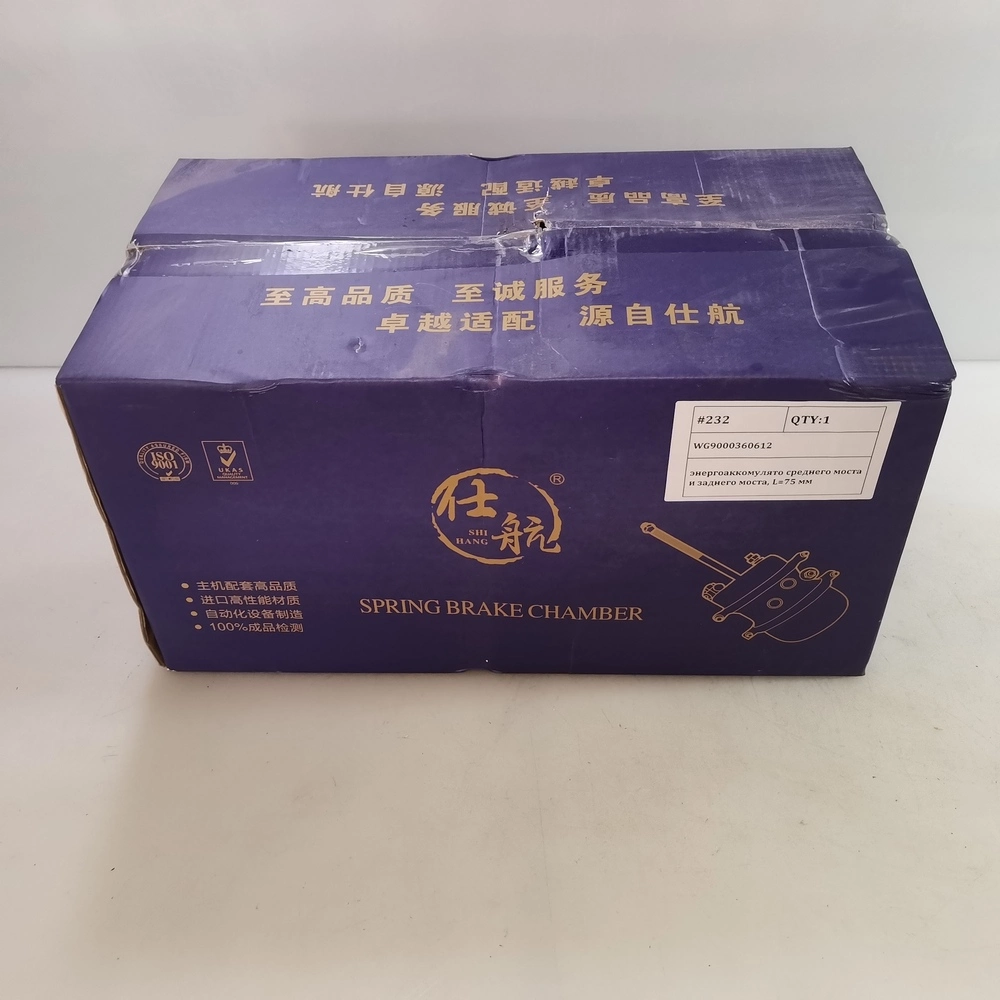 卓越适配 源自仕航
至高品质 至诚服务
至高品质 至诚服务
卓越适配 源自仕航
#232 QTY:1
WG9000360612
энергоаккомулято среднего моста
и заднего моста, L=75 мм
ISO
9001
UKAS
QUALITY
MANAGEMENT
仕航
®
SHI
HANG
• 主机配套高品质
• 进口高性能材质
• 自动化设备制造
• 100%成品检测
SPRING BRAKE CHAMBER